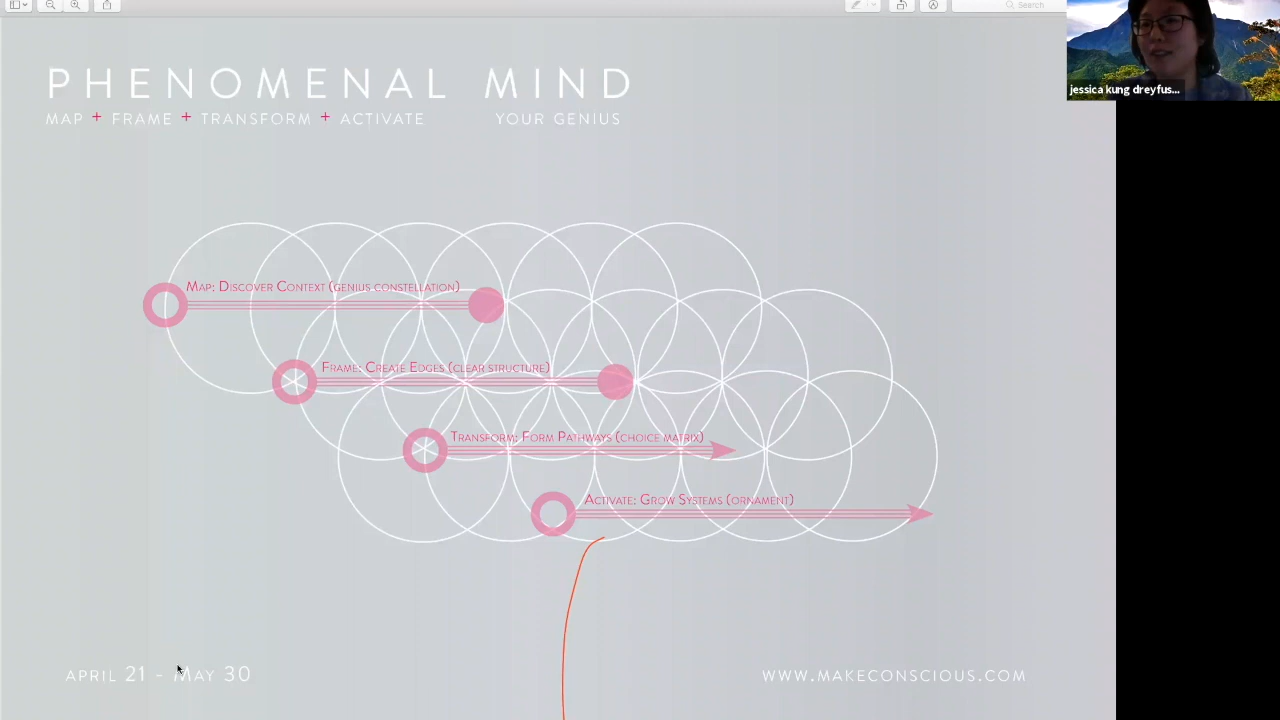 Search
jessica kung dreyfus...
PHENOMENAL MIND
MAP + FRAME + TRANSFORM + ACTIVATE YOUR GENIUS
Map: Discover Context (genius constellation)
Frame: Create Edges (clear structure)
Transform: Form Pathways (choice matrix)
Activate: Grow Systems (ornament)
April 21 - May 30
WWW.MAKECONSCIOUS.COM